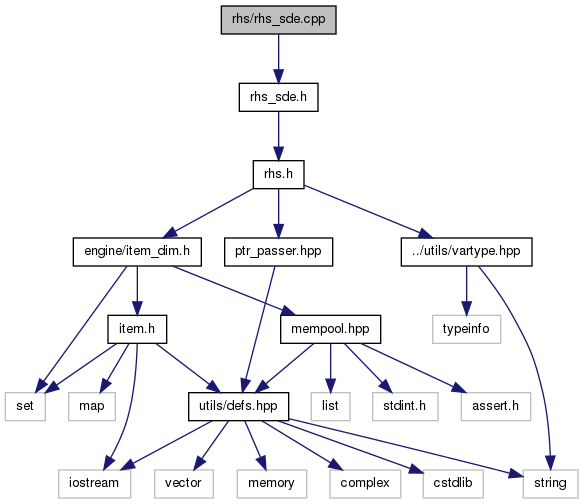 rhs/rhs_sde.cpp
rhs_sde.h
rhs.h
engine/item_dim.h
ptr_passer.hpp
../utils/vartype.hpp
item.h
mempool.hpp
typeinfo
set
map
utils/defs.hpp
list
stdint.h
assert.h
iostream
vector
memory
complex
cstdlib
string